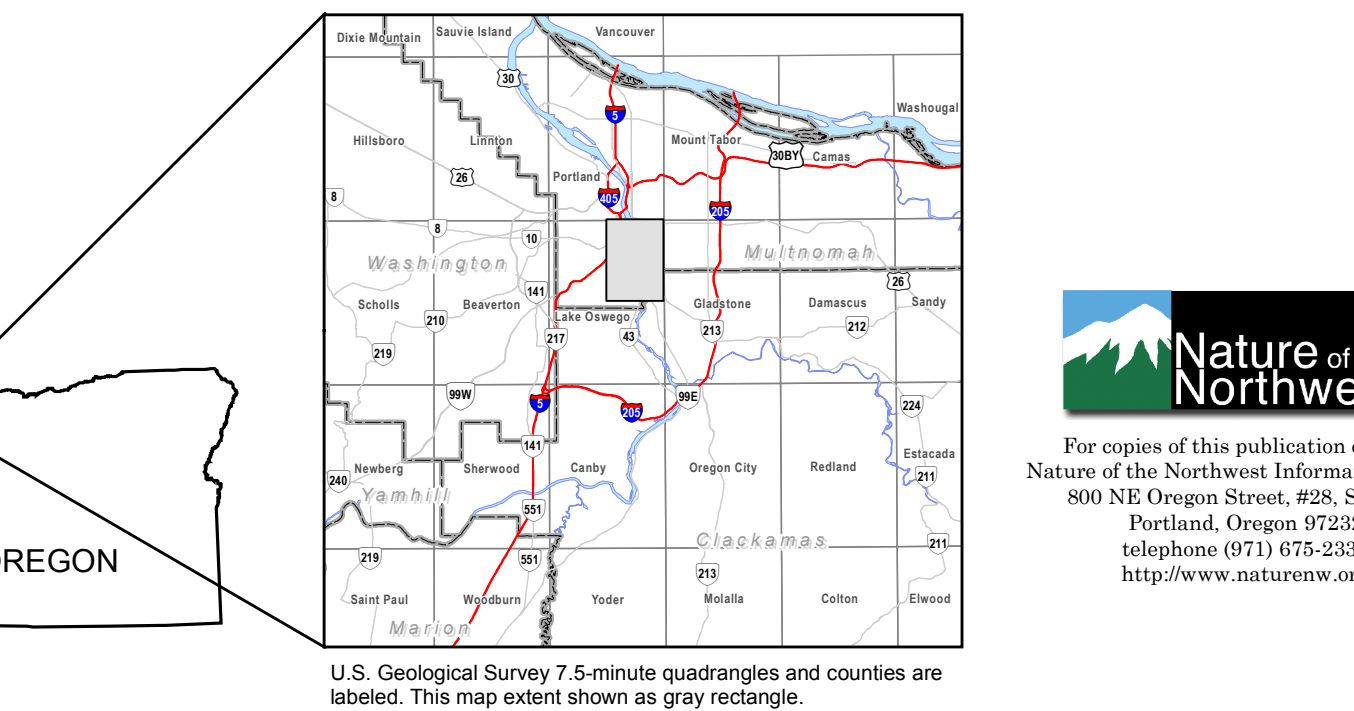 Dixie Mountain
Sauvie Island
Vancouver
30
5
Washougal
Hillsboro
Linnton
Mount Tabor
30BY
Camas
26
Portland
8
405
205
8
10
Washington
Multnomah
141
26
Scholls
Beaverton
Gladstone
Damascus
Sandy
210
Lake Oswego
217
43
213
212
219
99W
5
205
99E
224
141
Newberg
Sherwood
Canby
Oregon City
Redland
Estacada
240
211
Yamhill
551
Clackamas
219
551
211
213
Saint Paul
Woodburn
Yoder
Molalla
Colton
Elwood
Marion
U.S. Geological Survey 7.5-minute quadrangles and counties are
labeled. This map extent shown as gray rectangle.
REGON
Nature of
Northwe
For copies of this publication
Nature of the Northwest Informa
800 NE Oregon Street, #28, S
Portland, Oregon 97232
telephone (971) 675-233
http://www.naturenw.or